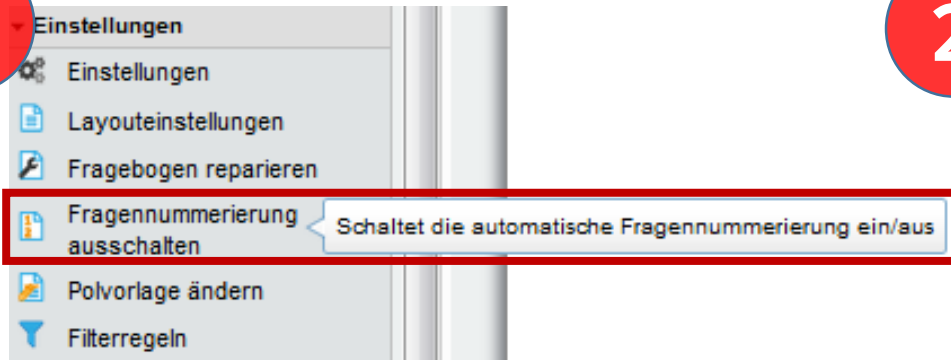 Einstellungen
2
Einstellungen
Layouteinstellungen
Fragebogen reparieren
Fragennummerierung
ausschalten
Schaltet die automatische Fragennummerierung ein/aus
Polvorlage ändern
Filterregeln